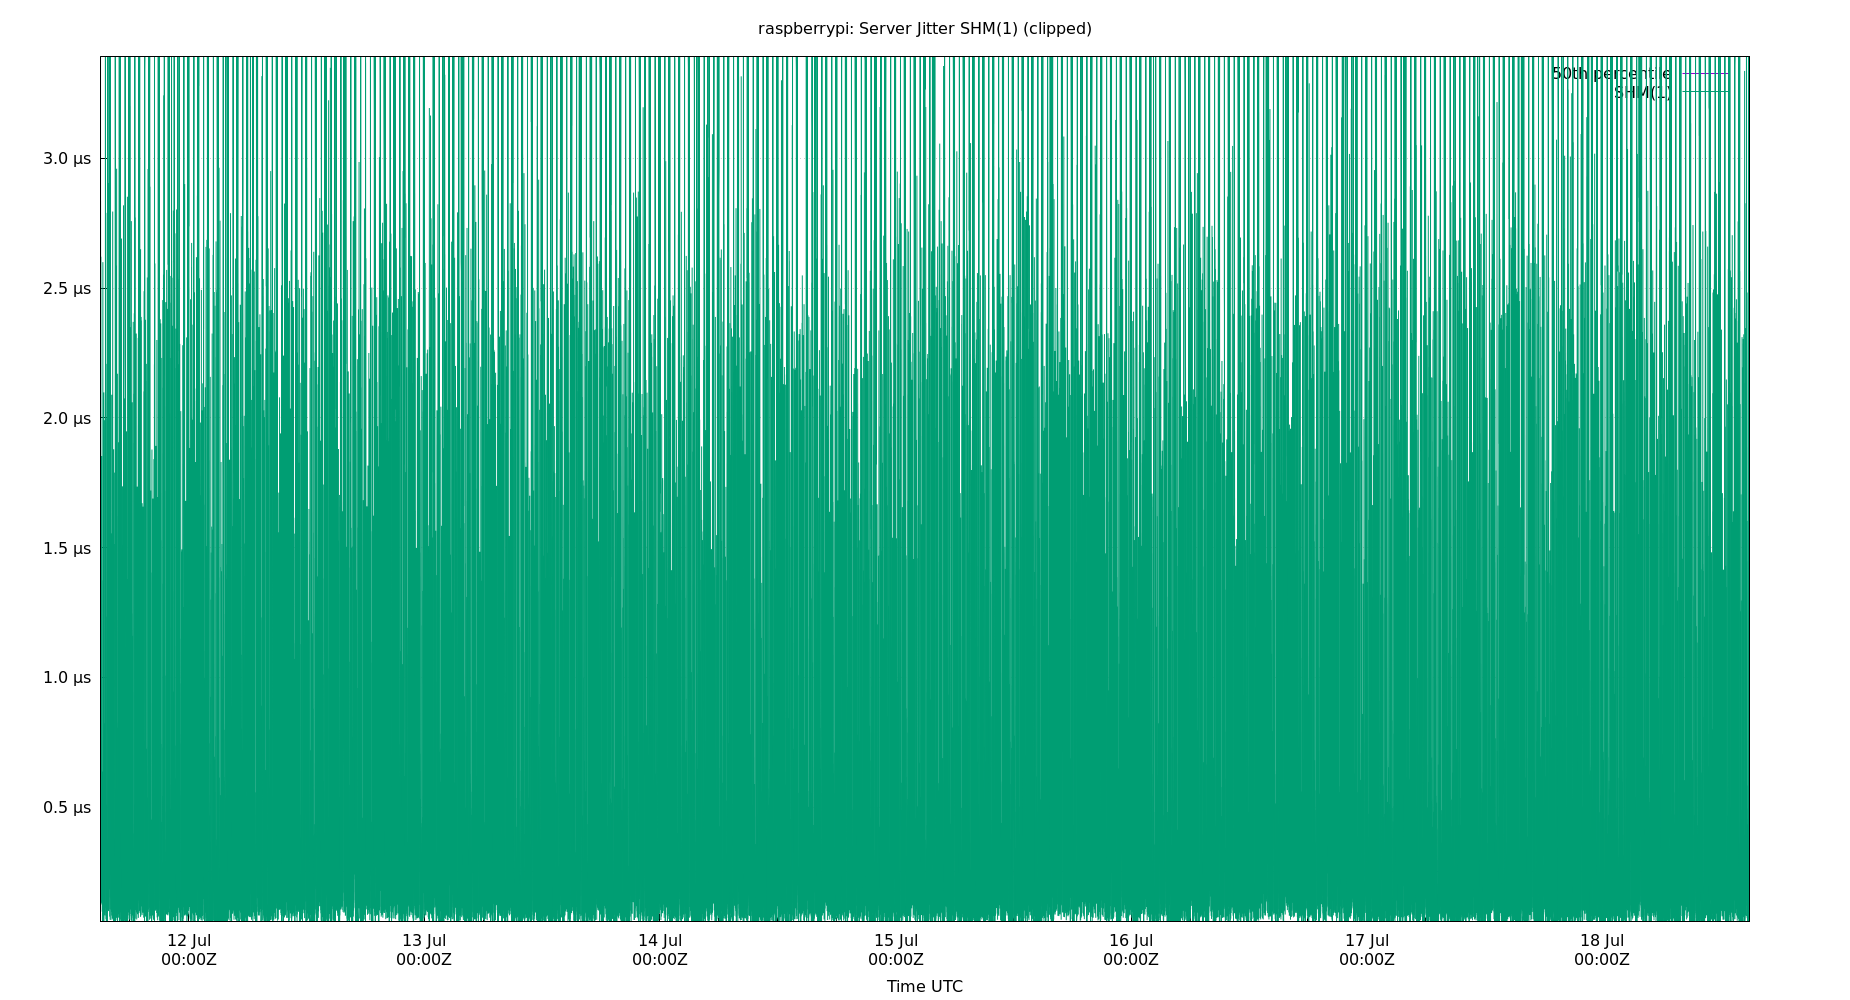 raspberrypi: Server Jitter SHM(1) (clipped)
50th percentile
SHM(1)
3.0 µs
2.5 µs
2.0 µs
1.5 µs
1.0 µs
0.5 µs
12 Jul 13 Jul 14 Jul 15 Jul 16 Jul 17 Jul 18 Jul
00:00Z 00:00Z 00:00Z 00:00Z 00:00Z 00:00Z 00:00Z
Time UTC